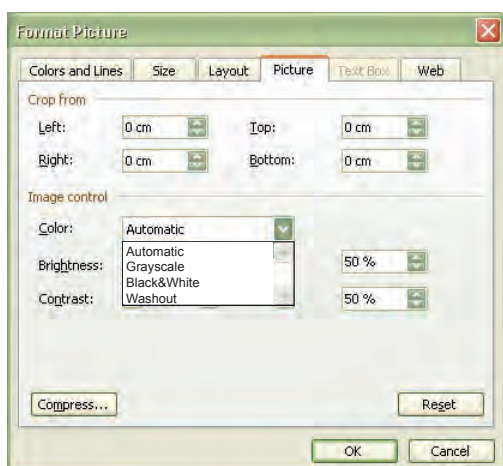 Format Picture
Colors and Lines Size Layout Picture Text Box Web
Crop from
Left: 0 cm Top: 0 cm
Right: 0 cm Bottom: 0 cm
Image control
Color: Automatic
Automatic
Grayscale
Black&White
Washout
Brightness: 50 %
Contrast: 50 %
Compress... Reset
OK Cancel